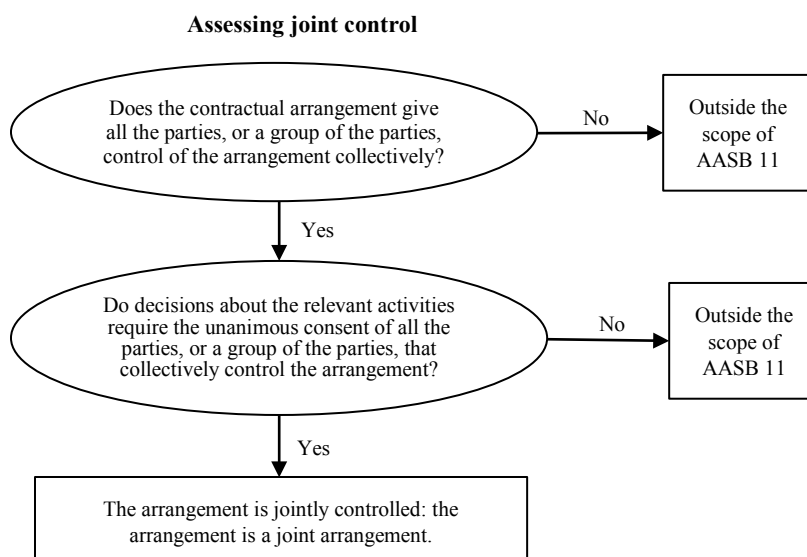 Assessing joint control
Does the contractual arrangement give
all the parties, or a group of the parties,
control of the arrangement collectively?
No
Outside the
scope of
AASB 11
Yes
Do decisions about the relevant activities
require the unanimous consent of all the
parties, or a group of the parties, that
collectively control the arrangement?
No
Outside the
scope of
AASB 11
Yes
The arrangement is jointly controlled: the
arrangement is a joint arrangement.